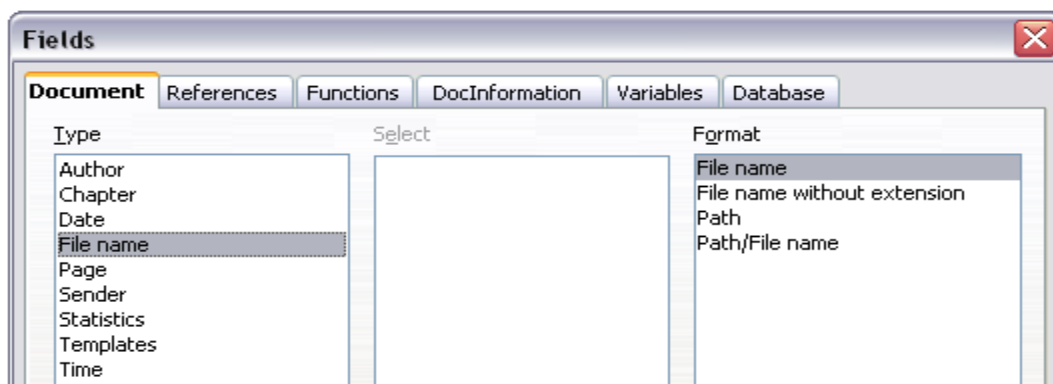 Fields
Document References Functions DocInformation Variables Database
Type Select Format
Author
Chapter
Date
File name
Page
Sender
Statistics
Templates
Time
File name
File name without extension
Path
Path/File name